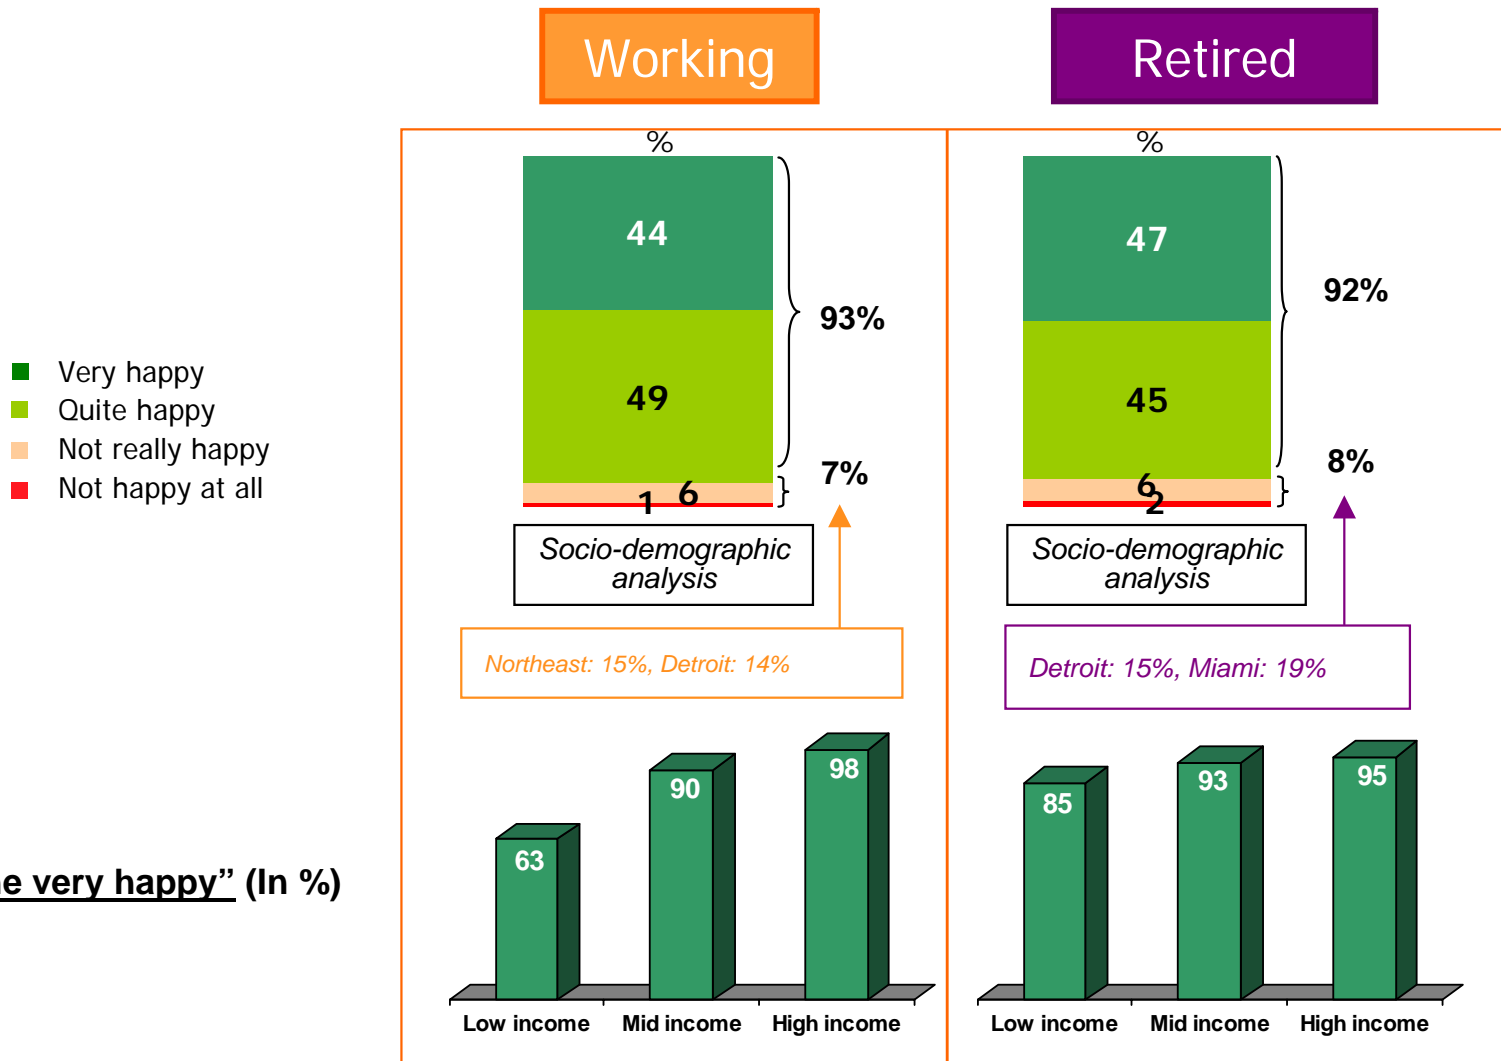 Working
Retired
%
%
44
47
93%
92%
Very happy
Quite happy
Not really happy
Not happy at all
49
45
7%
8%
6
1
6
2
Socio-demographic
analysis
Socio-demographic
analysis
Northeast: 15%, Detroit: 14%
Detroit: 15%, Miami: 19%
63
90
98
85
93
95
very happy” (In %)
Low income
Mid income
High income
Low income
Mid income
High income